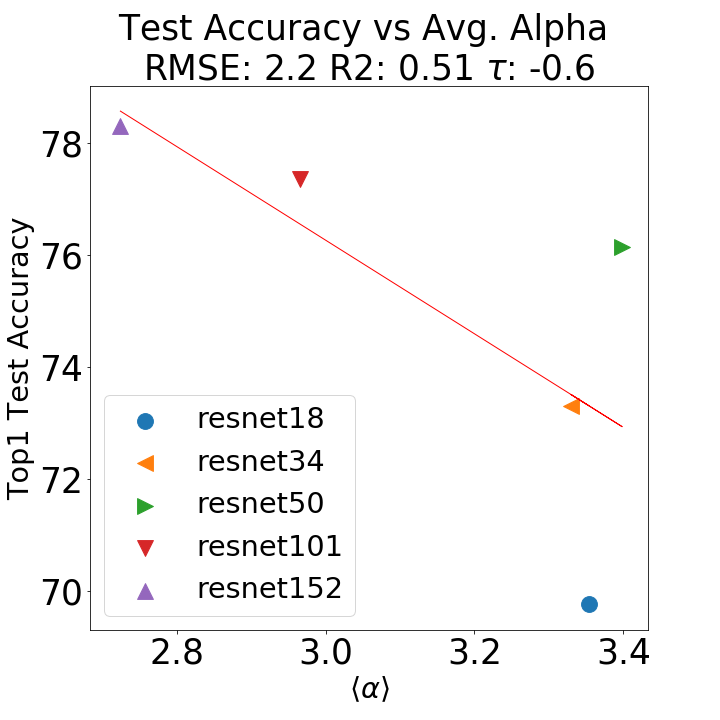 Test Accuracy vs Avg. Alpha
RMSE: 2.2 R2: 0.51 τ: -0.6
Top1 Test Accuracy
78
76
74
72
70
resnet18
resnet34
resnet50
resnet101
resnet152
2.8 3.0 3.2 3.4
⟨α⟩